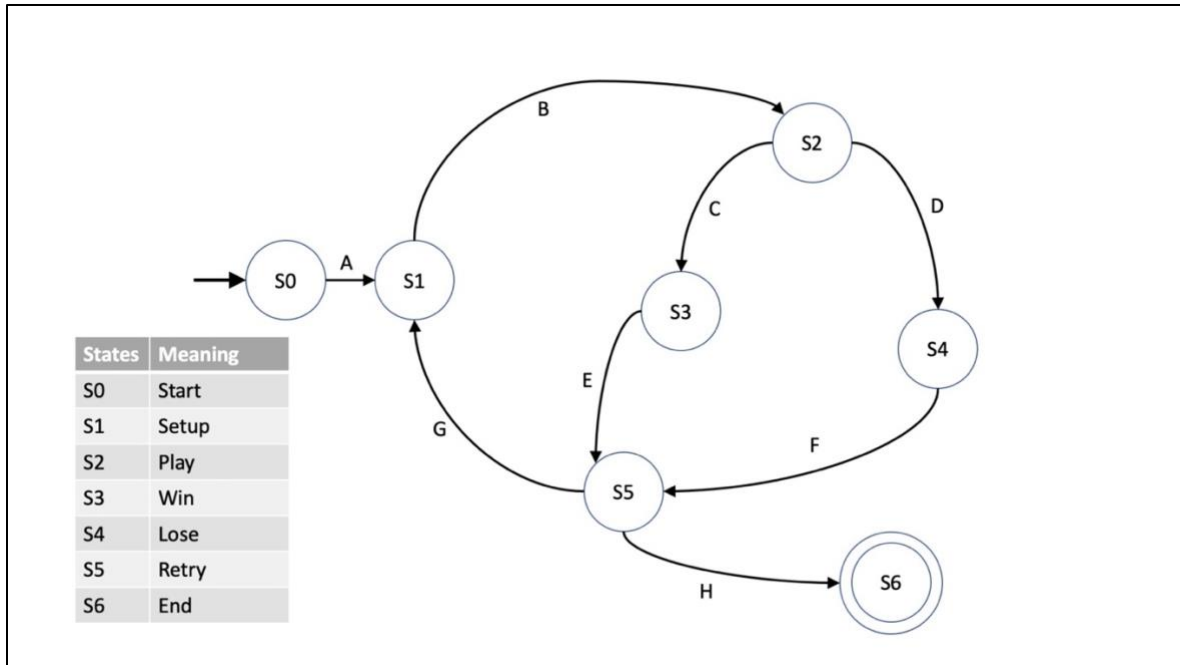 B
S2
C
D
A
S0
S1
S3
S4
States Meaning
S0 Start
S1 Setup
S2 Play
S3 Win
S4 Lose
S5 Retry
S6 End
E
G
F
S5
H
S6